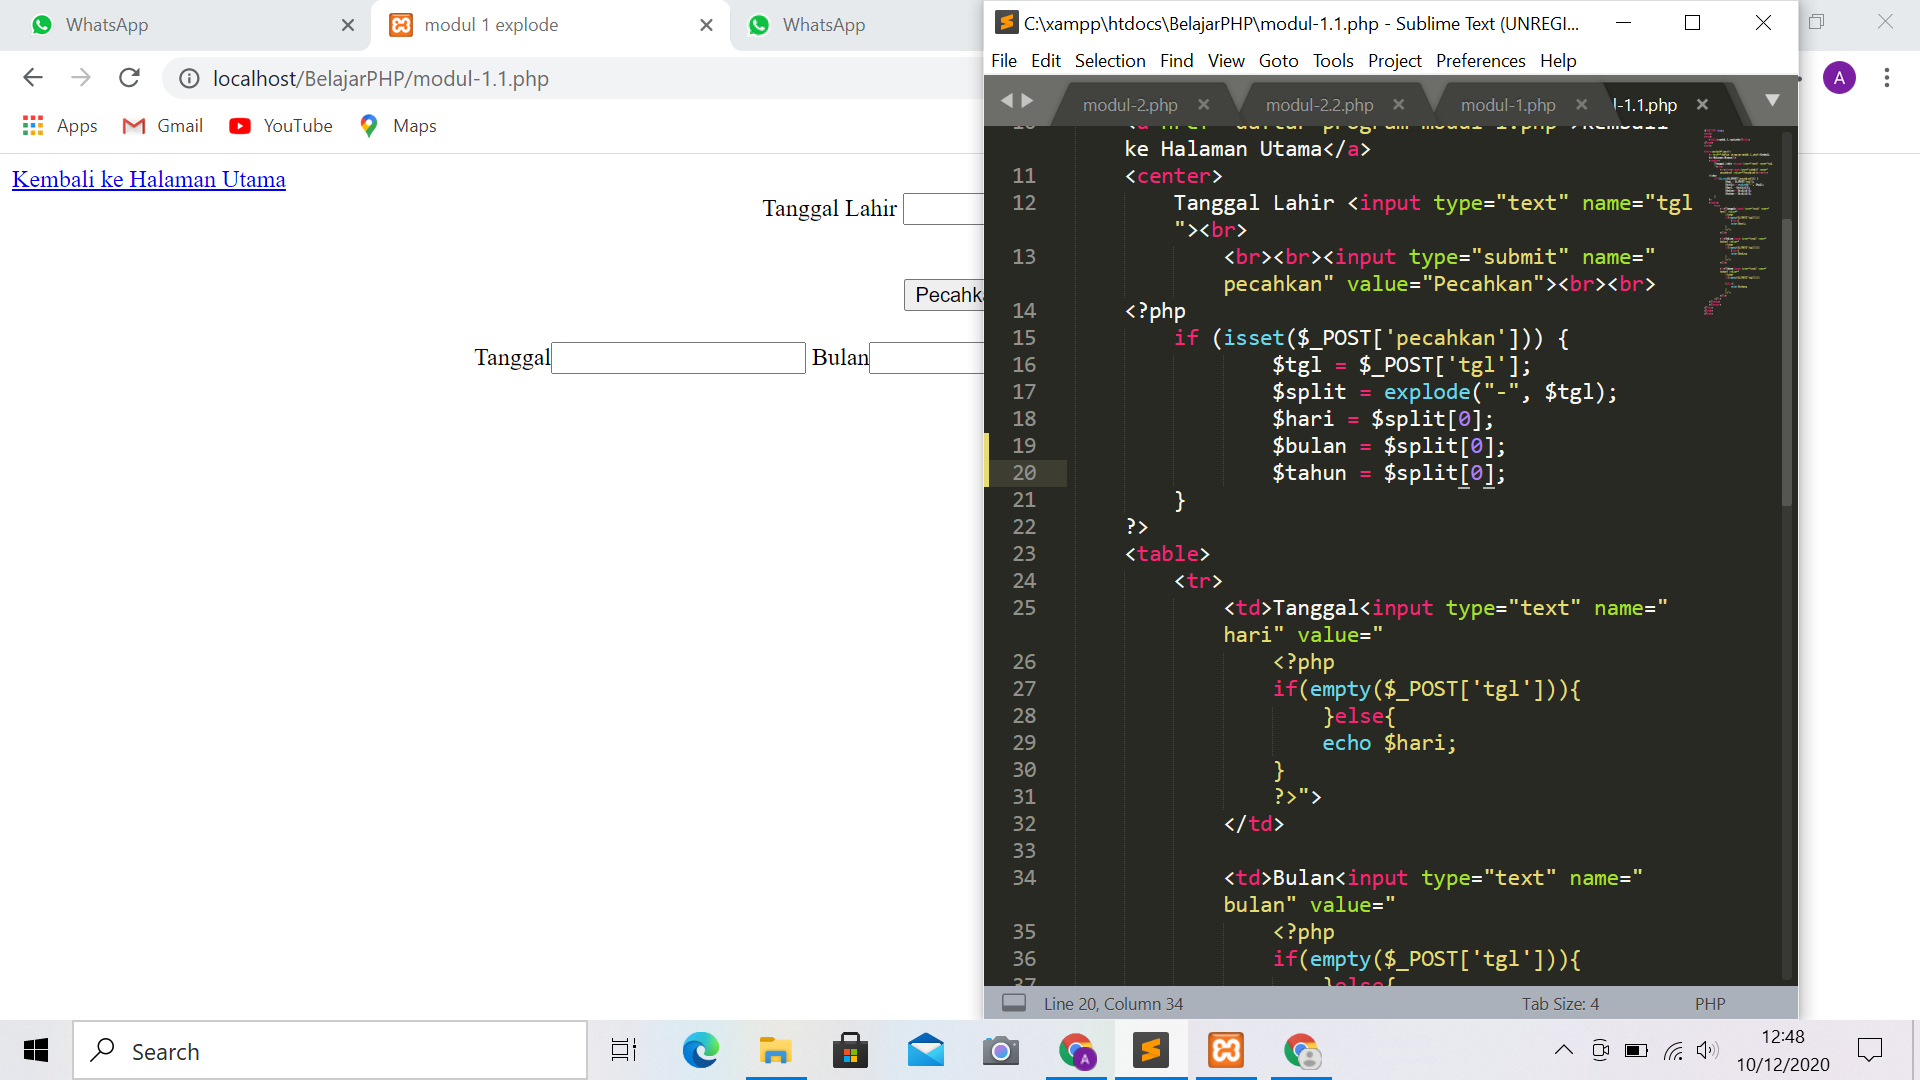 WhatsApp
modul 1 explode
WhatsApp
localhost/BelajarPHP/modul-1.1.php
A
Apps
Gmail
YouTube
Maps
Kembali ke Halaman Utama
Tanggal Lahir
Tanggal
Bulan
C:\xampp\htdocs\BelajarPHP\modul-1.1.php - Sublime Text (UNREGI...
File Edit Selection Find View Goto Tools Project Preferences Help
modul-2.php
modul-2.2.php
modul-1.php
l-1.1.php
ke Halaman Utama</a>
11 <center>
12 Tanggal Lahir <input type="text" name="tgl
"><br>
13 <br><br><input type="submit" name="
pecahkan" value="Pecahkan"><br><br>
14 <?php
15 if (isset($_POST['pecahkan'])) {
16 $tgl = $_POST['tgl'];
17 $split = explode("-", $tgl);
18 $hari = $split[0];
19 $bulan = $split[0];
20 $tahun = $split[0];
21 }
22 ?>
23 <table>
24 <tr>
25 <td>Tanggal<input type="text" name="
hari" value="
26 <?php
27 if(empty($_POST['tgl'])){
28 }else{
29 echo $hari;
30 }
31 ?>">
32 </td>
33
34 <td>Bulan<input type="text" name="
bulan" value="
35 <?php
36 if(empty($_POST['tgl'])){
Line 20, Column 34
Tab Size: 4
PHP
Search
A
12:48
10/12/2020